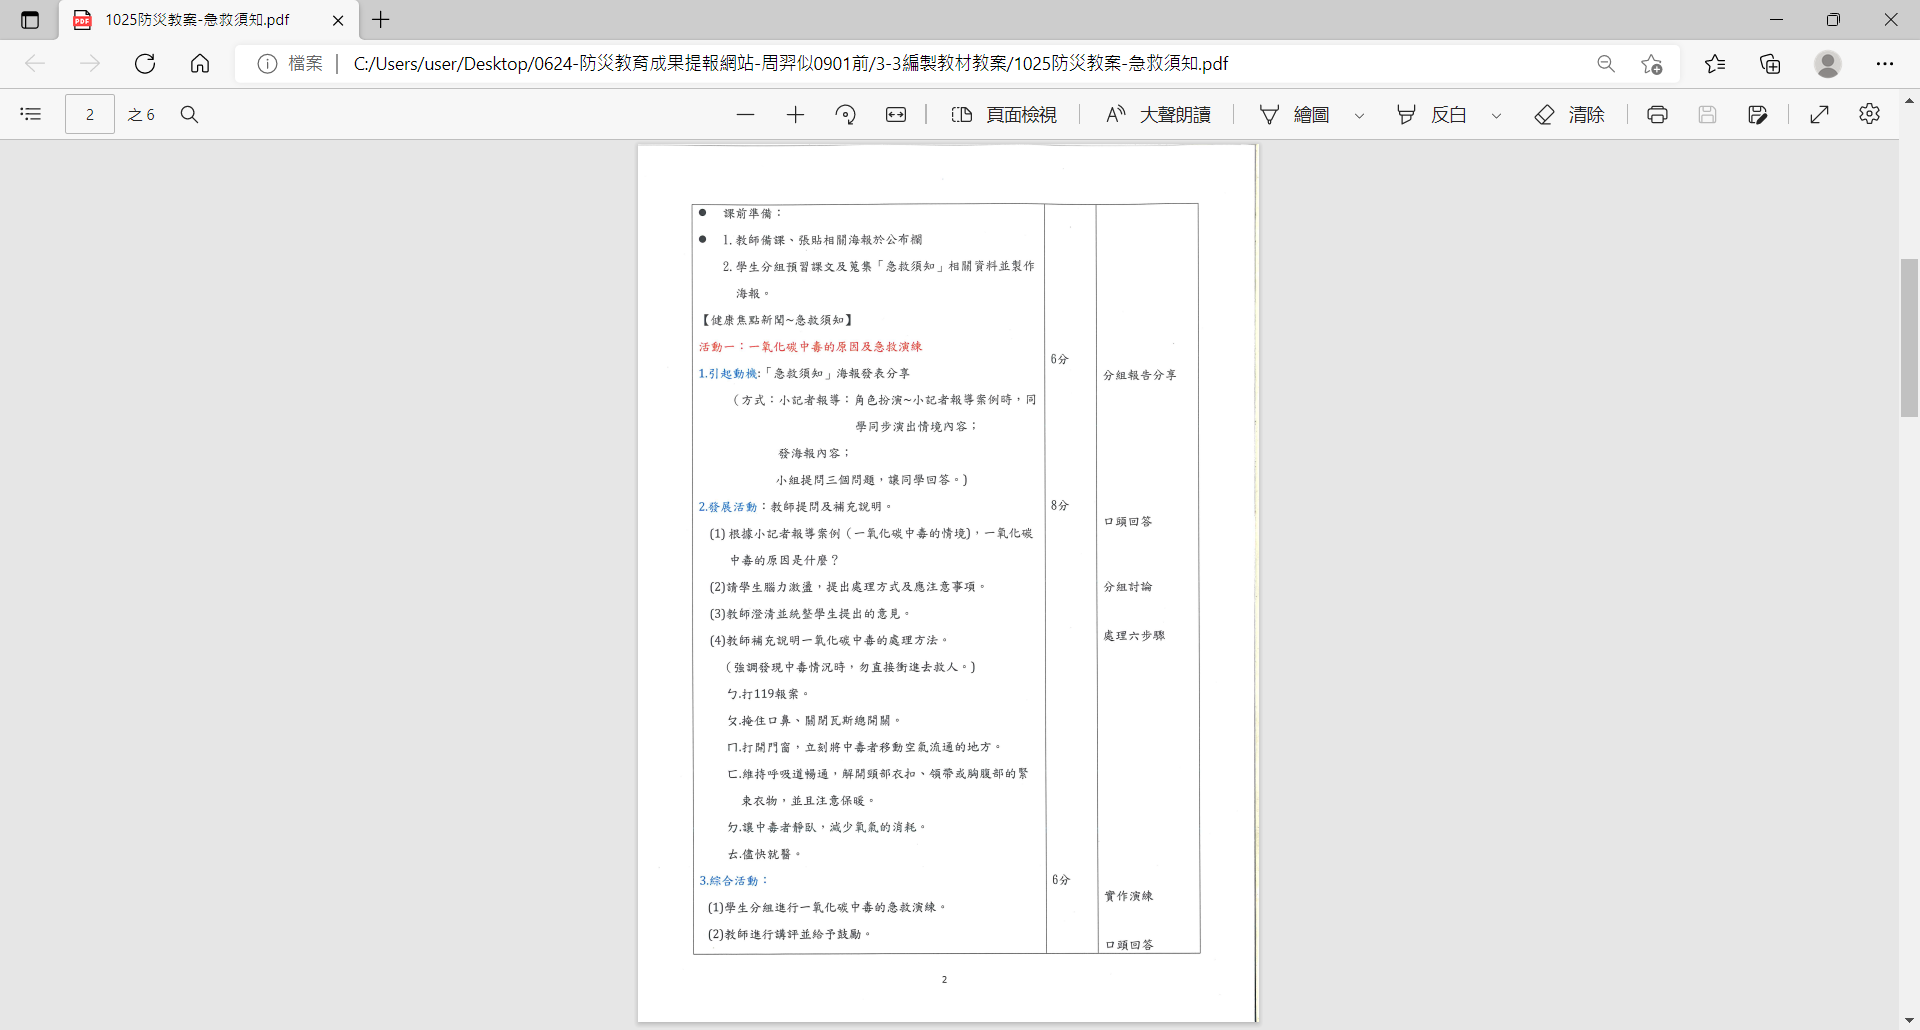 1025防災教案-急救須知.pdf
檔案 C:/Users/user/Desktop/0624-防災教育成果提報網站-周羿似0901前/3-3編製教材教案/1025防災教案-急救須知.pdf
2 之 6 頁面檢視 大聲朗讀 繪圖 反白 清除
● 課前準備：
● 1. 教師備課、張貼相關海報於公布欄
2. 學生分組預習課文及蒐集「急救須知」相關資料並製作
海報。
【健康焦點新聞~急救須知】
活動一：一氧化碳中毒的原因及急救演練
6分
1.引起動機:「急救須知」海報發表分享
分組報告分享
（方式：小記者報導：角色扮演~小記者報導案例時，同
學同步演出情境內容；
發海報內容；
小組提問三個問題，讓同學回答。)
2.發展活動：教師提問及補充說明。
8分
口頭回答
(1) 根據小記者報導案例（一氧化碳中毒的情境)，一氧化碳
中毒的原因是什麼？
(2)請學生腦力激盪，提出處理方式及應注意事項。
分組討論
(3)教師澄清並統整學生提出的意見。
(4)教師補充說明一氧化碳中毒的處理方法。
處理六步驟
（強調發現中毒情況時，勿直接衝進去救人。)
ㄅ.打119報案。
ㄆ.掩住口鼻、關閉瓦斯總開關。
ㄇ.打開門窗，立刻將中毒者移動空氣流通的地方。
ㄈ.維持呼吸道暢通，解開頸部衣扣、領帶或胸腹部的緊
束衣物，並且注意保暖。
ㄉ.讓中毒者靜臥，減少氧氣的消耗。
ㄊ.儘快就醫。
3.綜合活動：
6分
實作演練
(1)學生分組進行一氧化碳中毒的急救演練。
(2)教師進行講評並給予鼓勵。
口頭回答
2